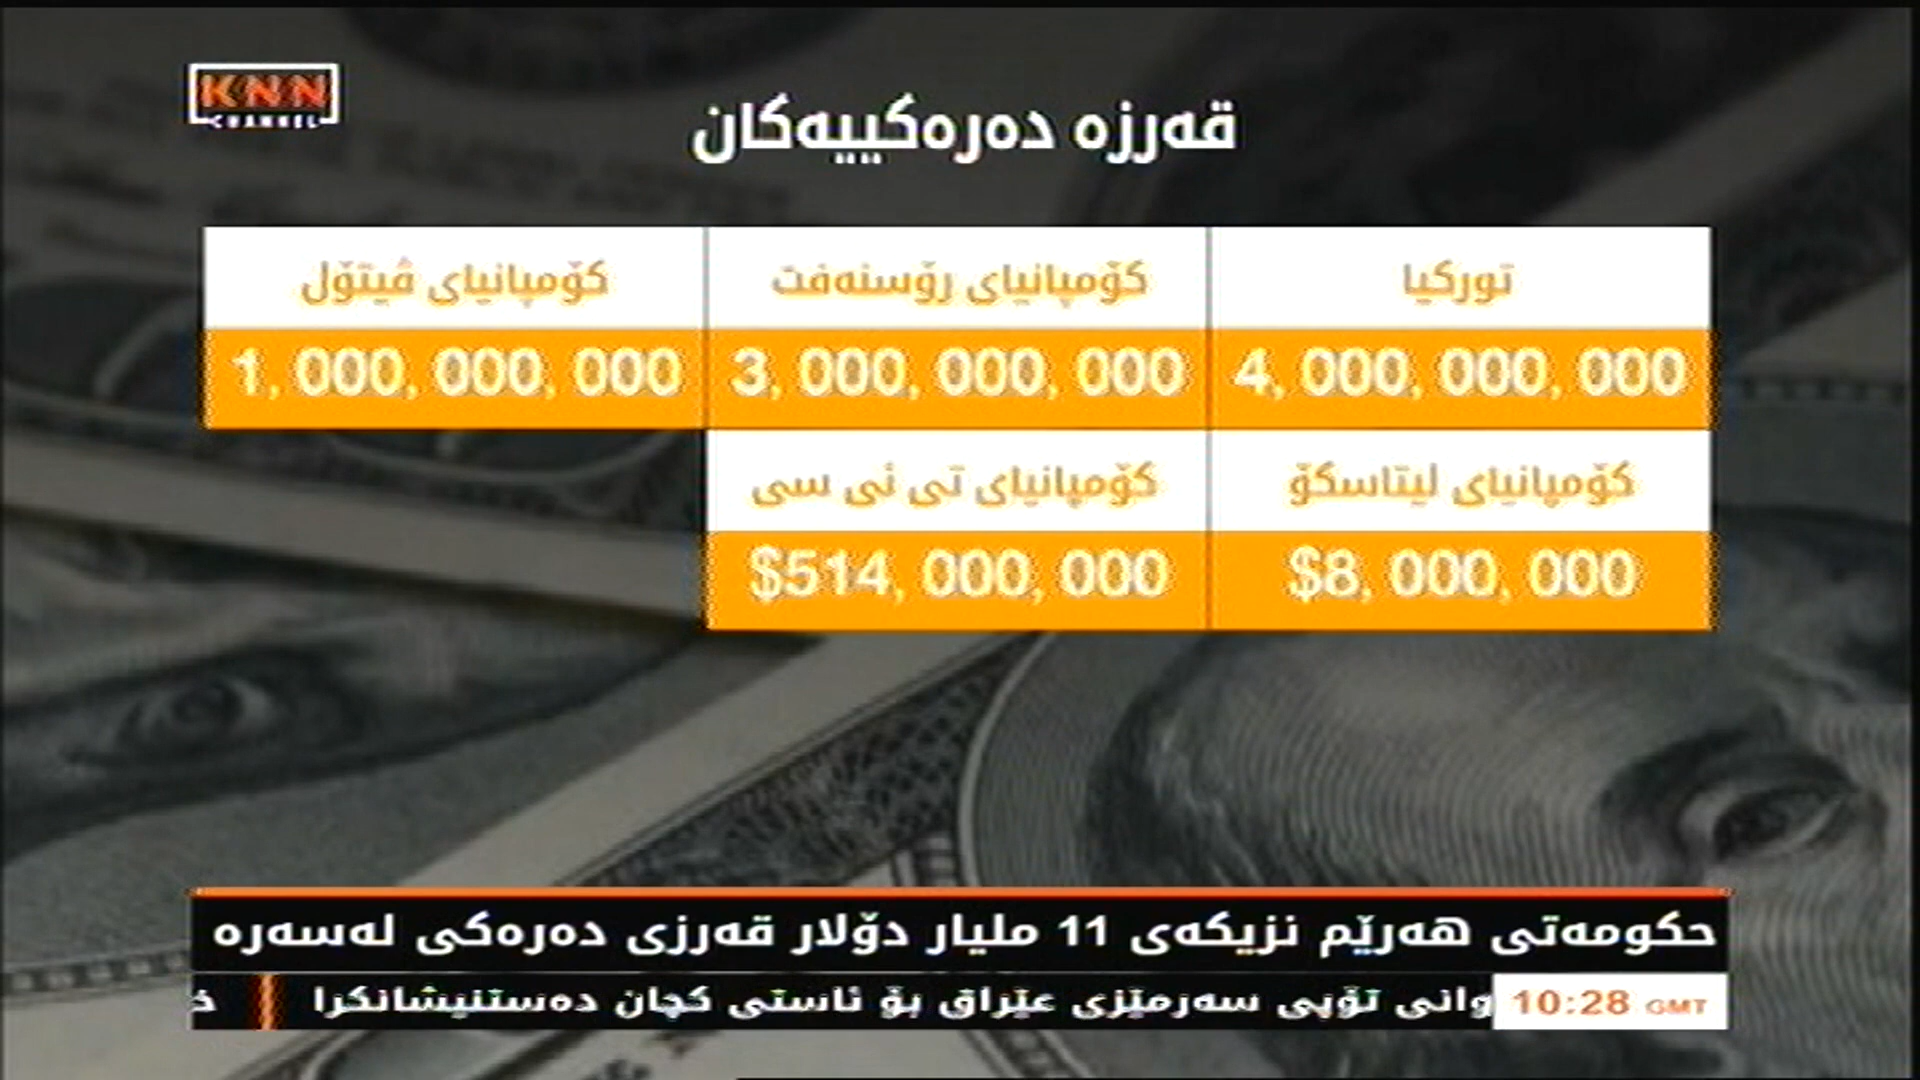 KNN
CHANNEL
قەرزە دەرەکییەکان
تورکیا
کۆمپانیای رۆسنەفت
کۆمپانیای ڤیتۆل
4, 000, 000, 000
3, 000, 000, 000
1, 000, 000, 000
کۆمپانیای لیتاسکۆ
کۆمپانیای تی ئی سی
$8, 000, 000
$514, 000, 000
حکومەتی هەرێم نزیکەی 11 ملیار دۆلار قەرزی دەرەکی لەسەرە
10:28 GMT
وانی تۆپی سەرمێزی عێراق بۆ ئاستی کچان دەستنیشانکرا